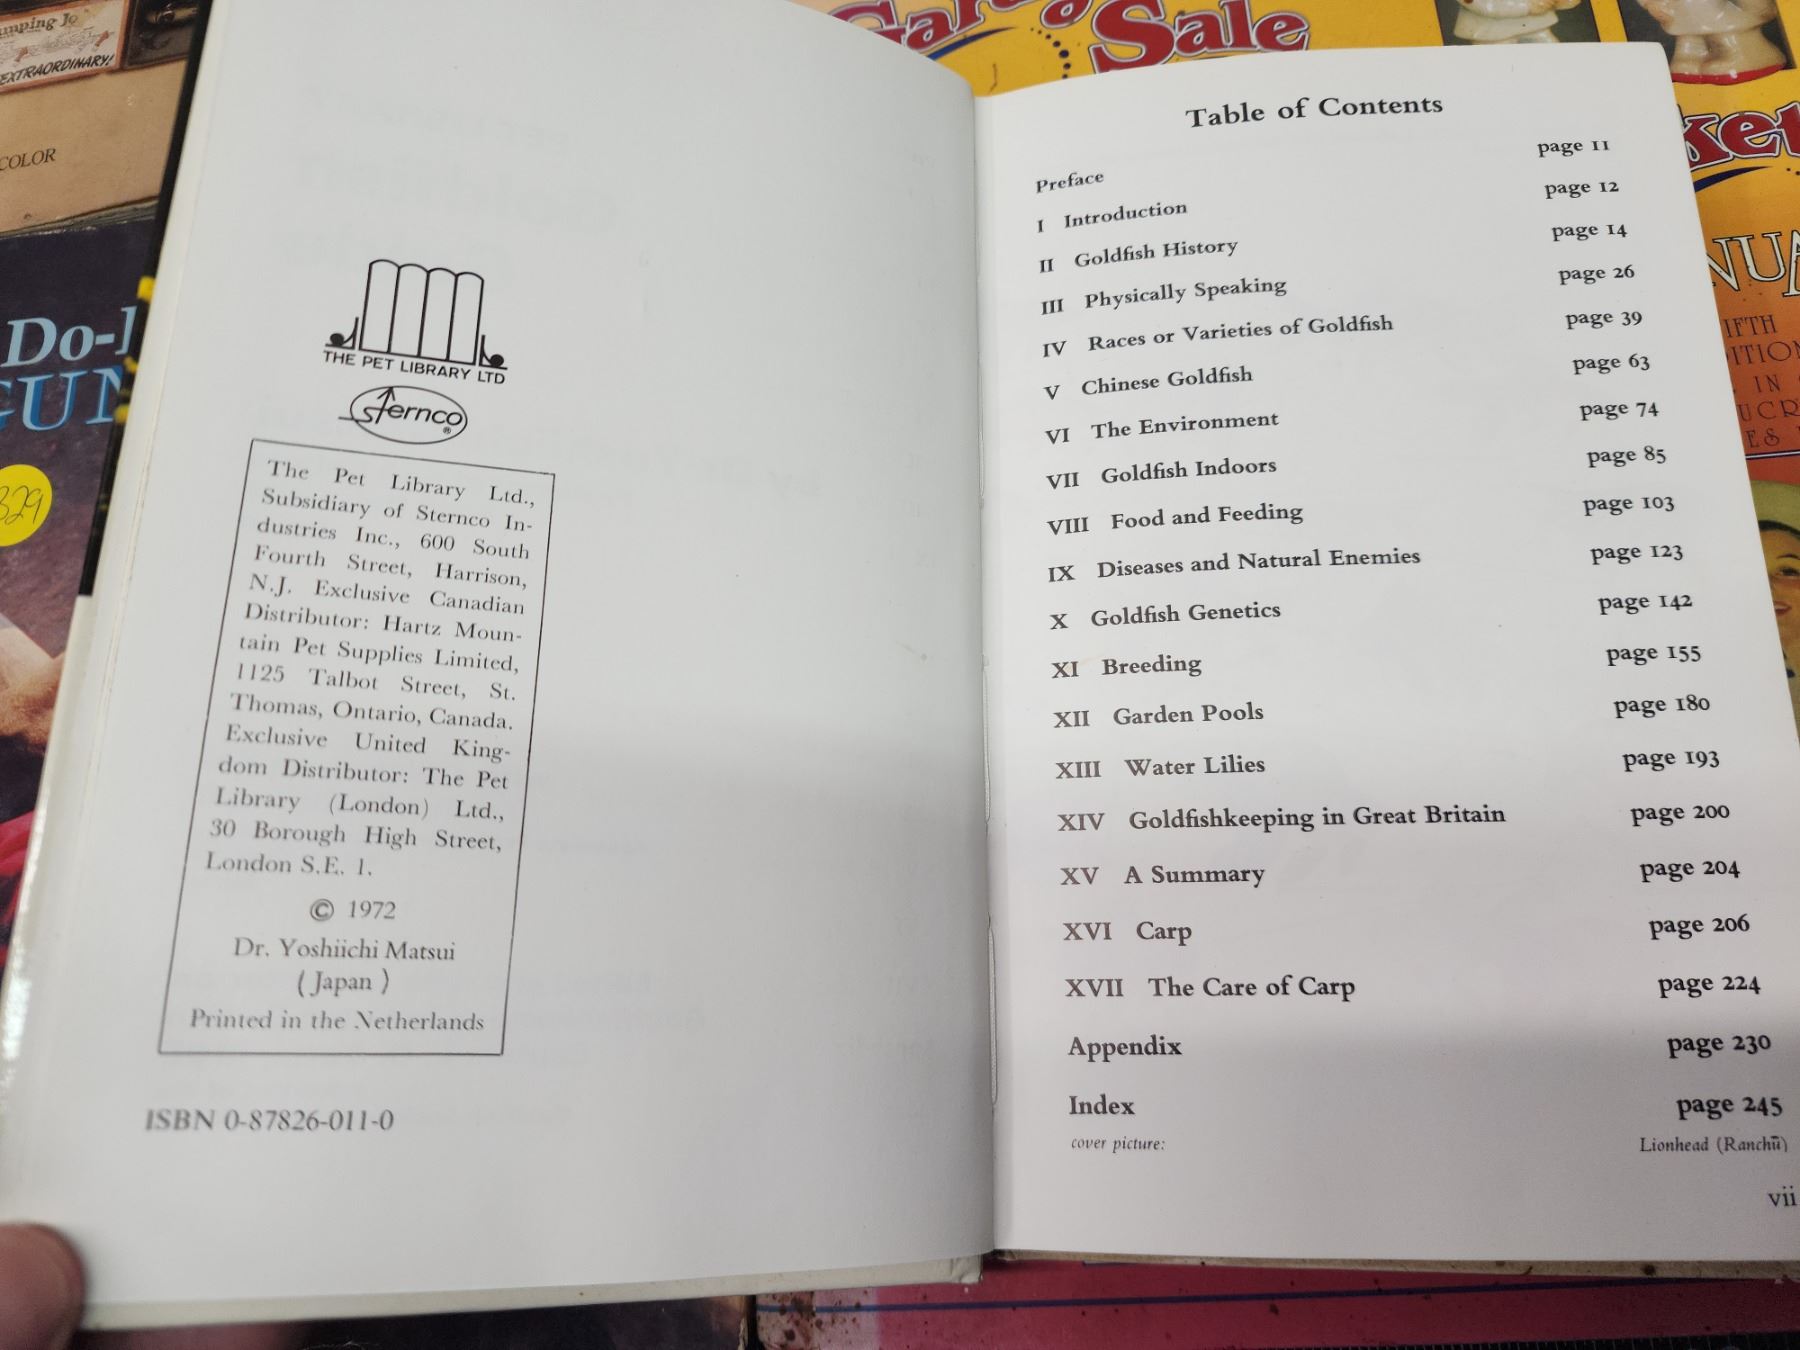 Sale
EXTRAORDINARY!
COLOR
329
THE PET LIBRARY LTD
Sternco
®
The Pet Library Ltd.,
Subsidiary of Sternco In-
dustries Inc., 600 South
Fourth Street, Harrison,
N.J. Exclusive Canadian
Distributor: Hartz Moun-
tain Pet Supplies Limited,
1125 Talbot Street, St.
Thomas, Ontario, Canada.
Exclusive United King-
dom Distributor: The Pet
Library (London) Ltd.,
30 Borough High Street,
London S.E. 1.
© 1972
Dr. Yoshiichi Matsui
(Japan)
Printed in the Netherlands
ISBN 0-87826-011-0
Table of Contents
Preface page 11
I Introduction page 12
II Goldfish History page 14
III Physically Speaking page 26
IV Races or Varieties of Goldfish page 39
V Chinese Goldfish page 63
VI The Environment page 74
VII Goldfish Indoors page 85
VIII Food and Feeding page 103
IX Diseases and Natural Enemies page 123
X Goldfish Genetics page 142
XI Breeding page 155
XII Garden Pools page 180
XIII Water Lilies page 193
XIV Goldfishkeeping in Great Britain page 200
XV A Summary page 204
XVI Carp page 206
XVII The Care of Carp page 224
Appendix page 230
Index page 245
cover picture: Lionhead (Ranchū)
vii